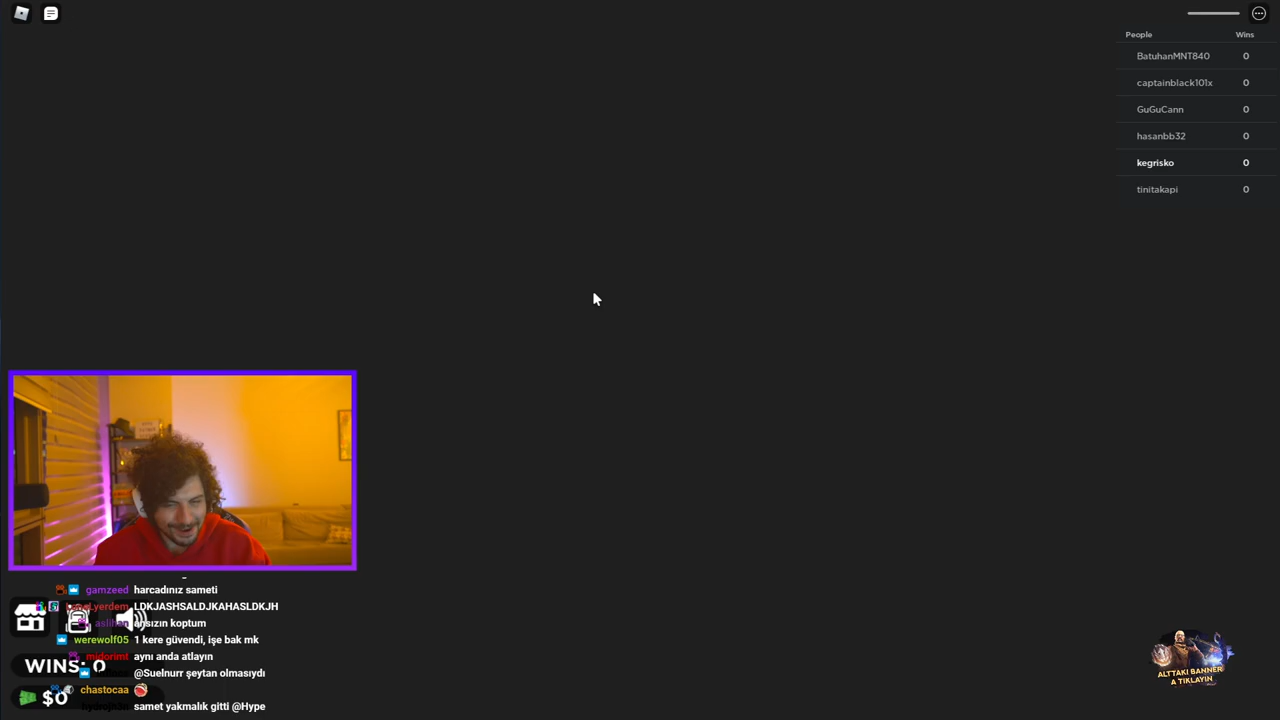 People Wins
BatuhanMNT840 0
captainblack101x 0
GuGuCann 0
hasanbb32 0
kegrisko 0
tinitakapi 0
gamzeed harcadınız sameti
LDKJASHSALDJKAHASLDKJH
ansızın koptum
werewolf05 1 kere güvendi, işe bak mk
midorimt aynı anda atlayın
@Suelnurr şeytan olmasıydı
chastocaa
samet yakmalık gitti @Hype
WINS: 0
$0
ALTTAKI BANNER
A TIKLAYIN